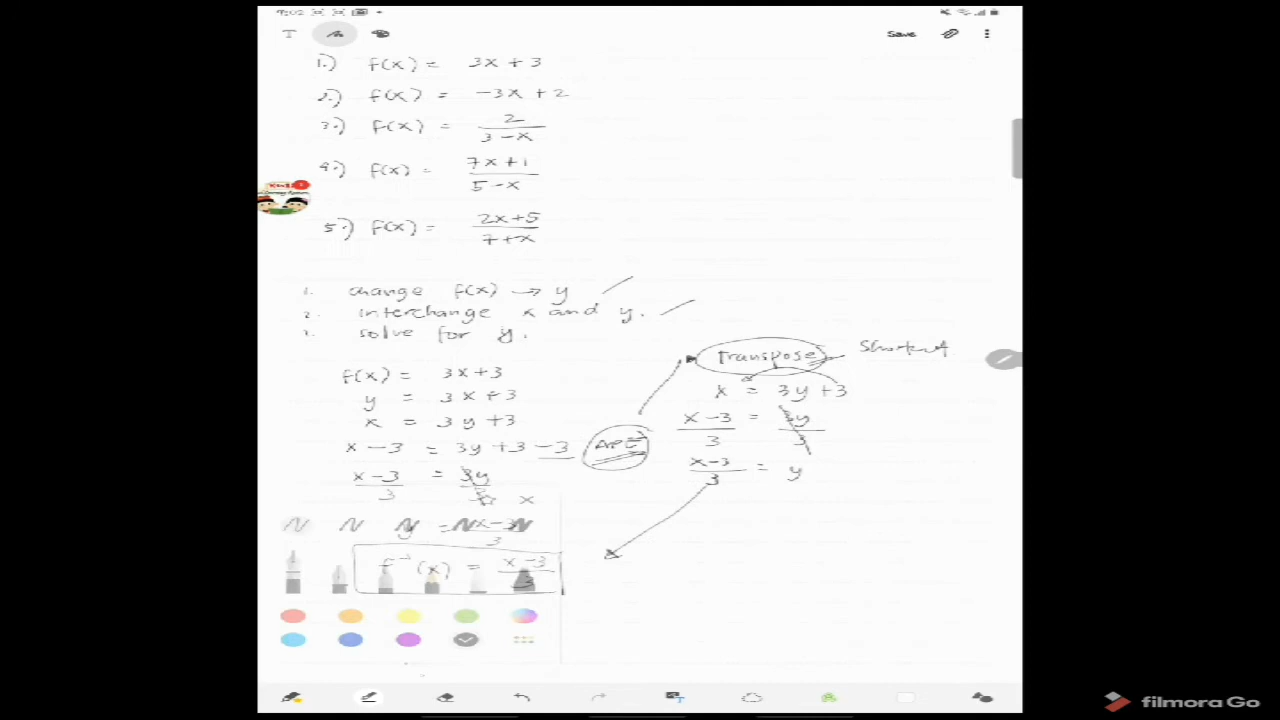 Save
1.) f(x) = 3x + 3
2.) f(x) = -3x + 2
3.) f(x) = 2 / 3 - x
4.) f(x) = 7x + 1 / 5 - x
5.) f(x) = 2x + 5 / 7 + x
1. change f(x) → y
2. interchange x and y.
solve for y.
f(x) = 3x + 3
y = 3x + 3
x = 3y + 3
x - 3 = 3y + 3 - 3 APE
x - 3 / 3 = 3y / 3
y = x - 3 / 3
f⁻¹(x) = x - 3 / 3
Transpose
x = 3y + 3
x - 3 / 3 = 3y / 3
x - 3 / 3 = y
filmora Go